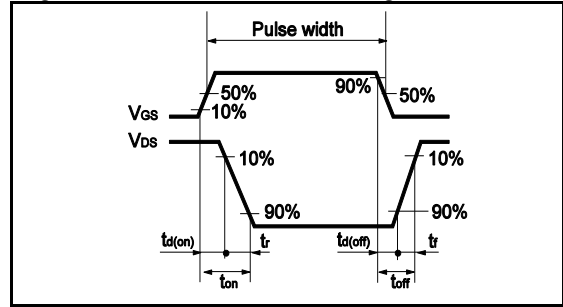 Pulse width
90%
50%
50%
10%
VGS
VDS
10%
10%
90%
90%
td(on)
tr
td(off)
tf
ton
toff